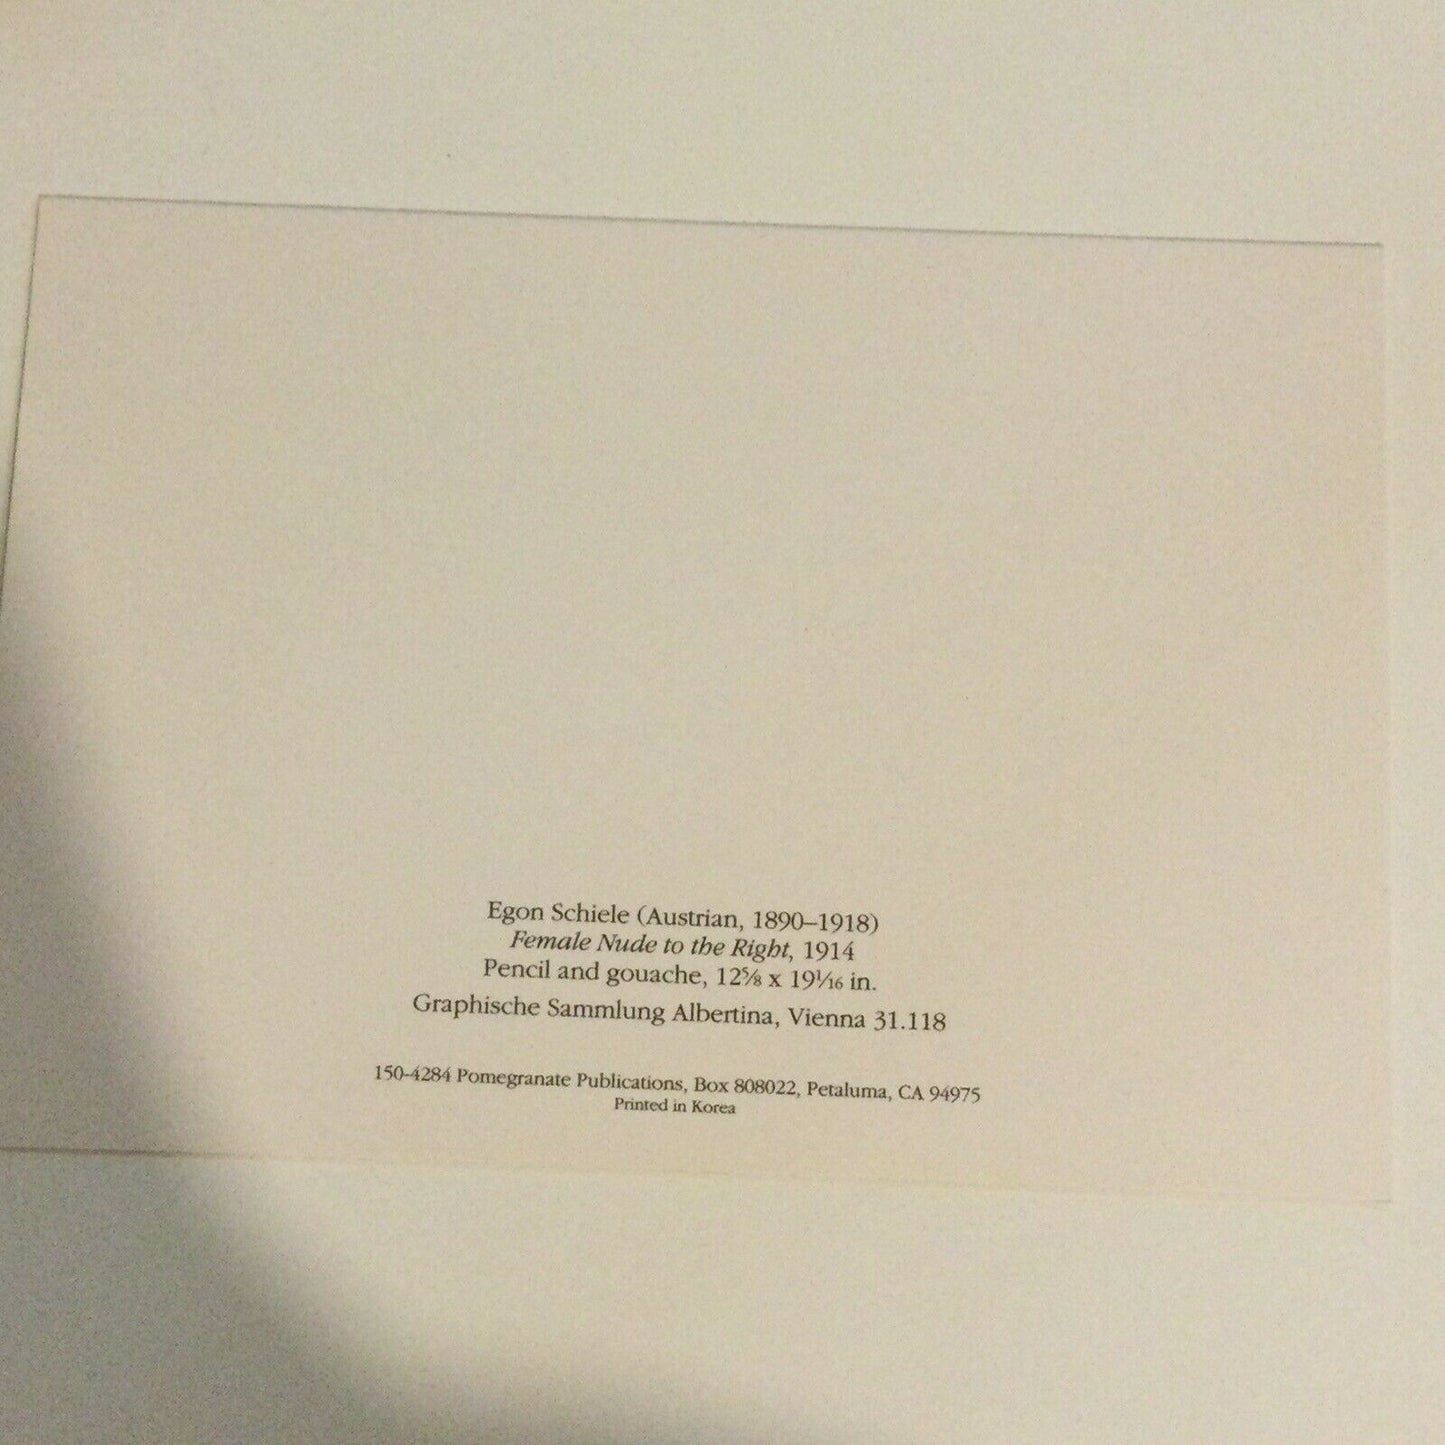 Egon Schiele (Austrian, 1890–1918)
Female Nude to the Right, 1914
Pencil and gouache, 12⅝ x 19¹⁄₁₆ in.
Graphische Sammlung Albertina, Vienna 31.118
150-4284 Pomegranate Publications, Box 808022, Petaluma, CA 94975
Printed in Korea